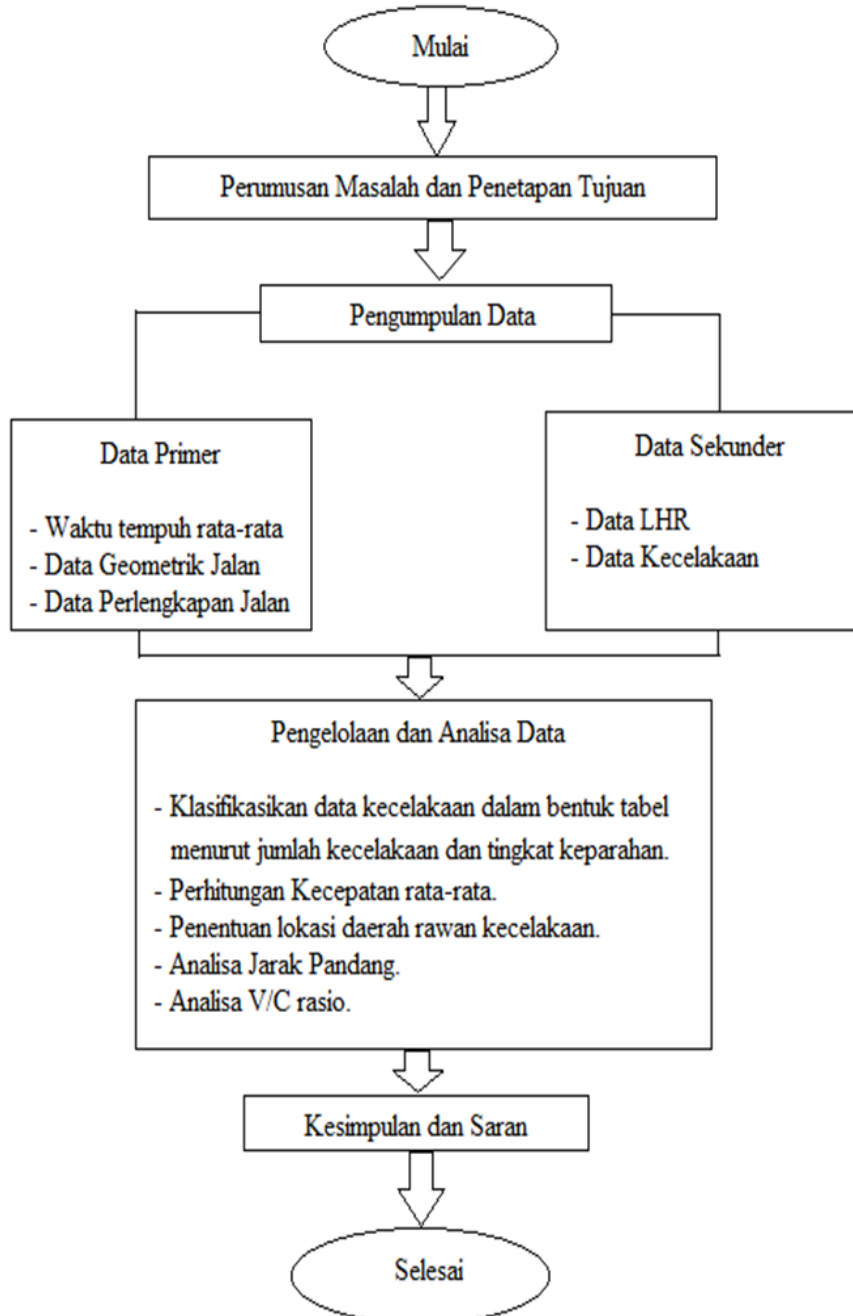 Mulai
Perumusan Masalah dan Penetapan Tujuan
Pengumpulan Data
Data Primer
- Waktu tempuh rata-rata
- Data Geometrik Jalan
- Data Perlengkapan Jalan
Data Sekunder
- Data LHR
- Data Kecelakaan
Pengelolaan dan Analisa Data
- Klasifikasikan data kecelakaan dalam bentuk tabel
menurut jumlah kecelakaan dan tingkat keparahan.
- Perhitungan Kecepatan rata-rata.
- Penentuan lokasi daerah rawan kecelakaan.
- Analisa Jarak Pandang.
- Analisa V/C rasio.
Kesimpulan dan Saran
Selesai